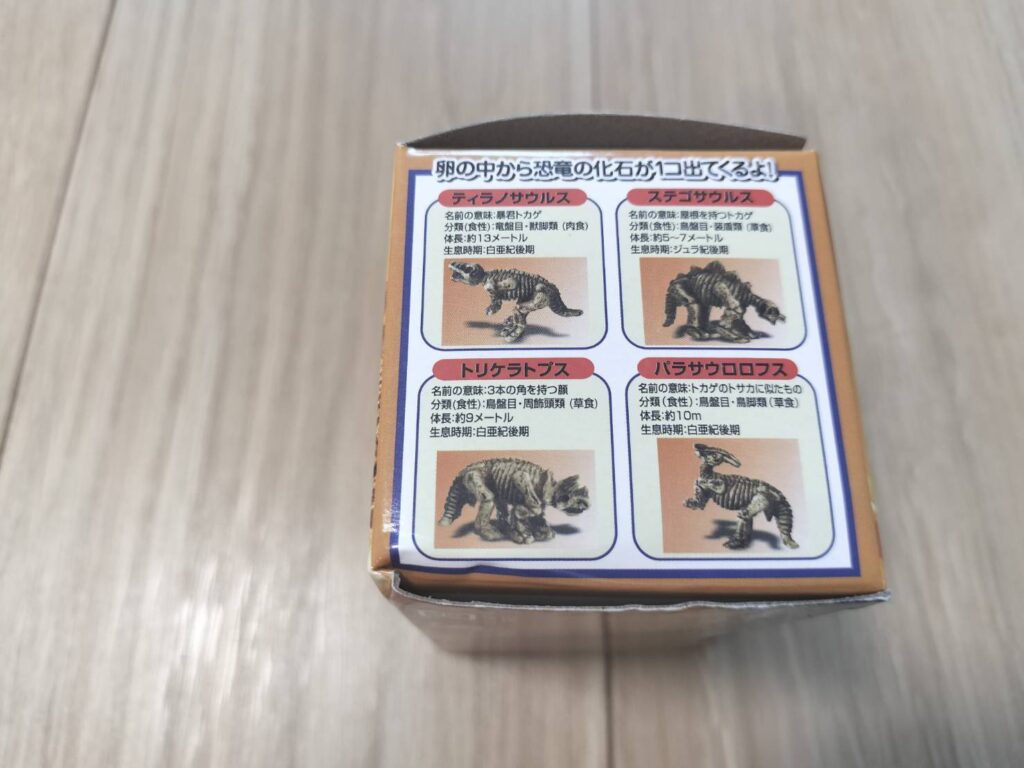 卵の中から恐竜の化石が1コ出てくるよ!
ティラノサウルス
名前の意味:暴君トカゲ
分類(食性):竜盤目・獣脚類(肉食)
体長:約13メートル
生息時期:白亜紀後期
ステゴサウルス
名前の意味:屋根を持つトカゲ
分類(食性):鳥盤目・装盾類(草食)
体長:約5〜7メートル
生息時期:ジュラ紀後期
トリケラトプス
名前の意味:3本の角を持つ顔
分類(食性):鳥盤目・周飾頭類(草食)
体長:約9メートル
生息時期:白亜紀後期
パラサウロロフス
名前の意味:トカゲのトサカに似たもの
分類(食性):鳥盤目・鳥脚類(草食)
体長:約10m
生息時期:白亜紀後期